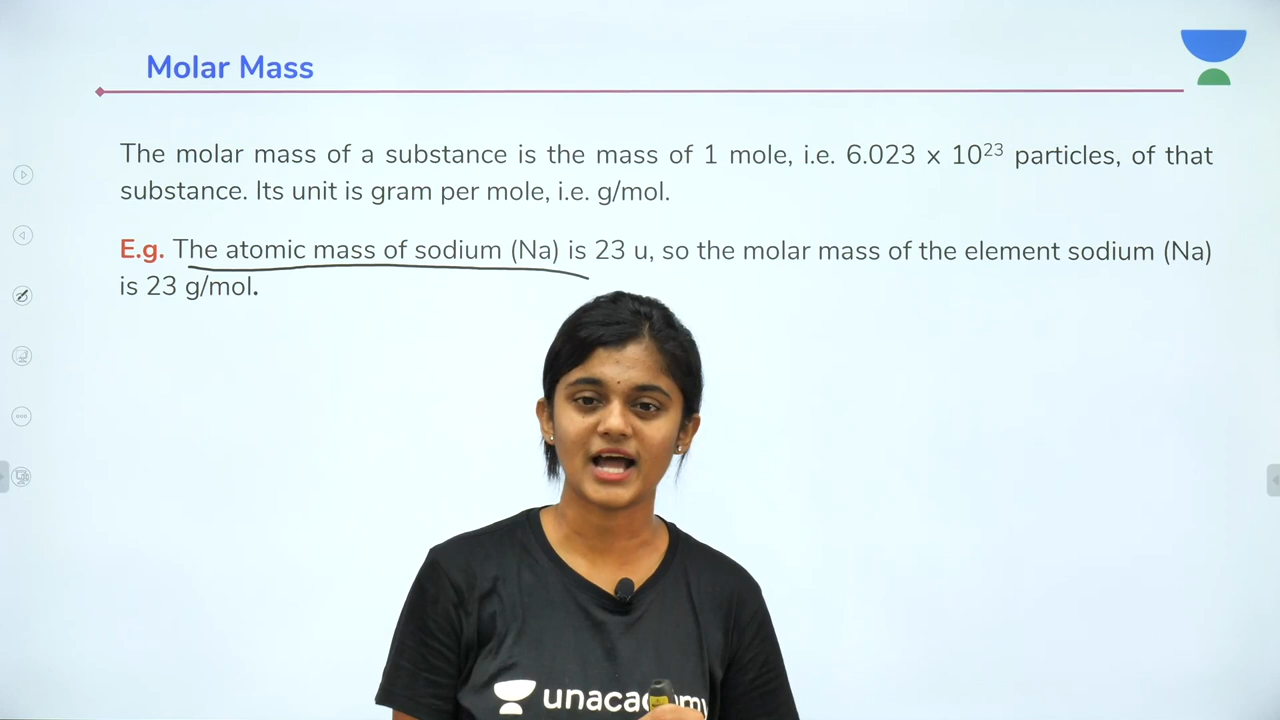 Molar Mass
The molar mass of a substance is the mass of 1 mole, i.e. 6.023 x 10²³ particles, of that
substance. Its unit is gram per mole, i.e. g/mol.
E.g. The atomic mass of sodium (Na) is 23 u, so the molar mass of the element sodium (Na)
is 23 g/mol.
unacademy